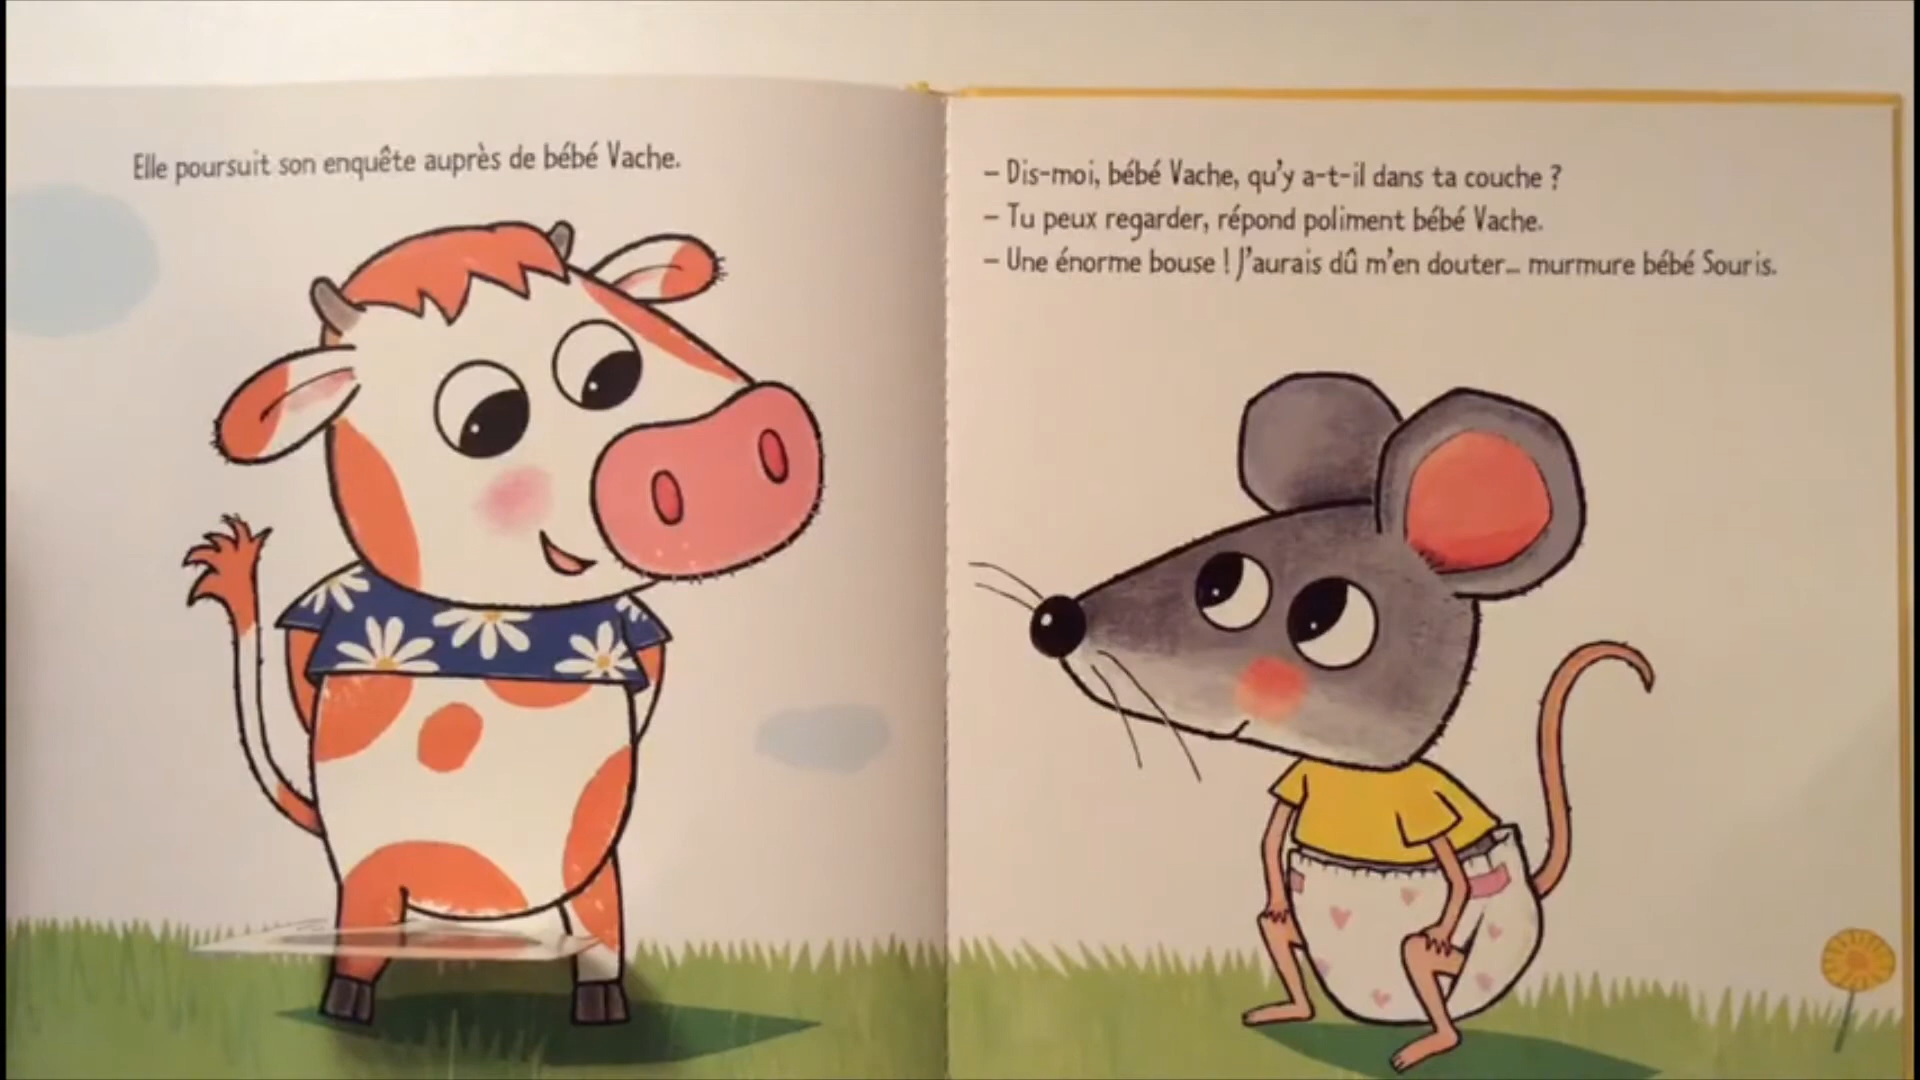 Elle poursuit son enquête auprès de bébé Vache.
– Dis-moi, bébé Vache, qu'y a-t-il dans ta couche ?
– Tu peux regarder, répond poliment bébé Vache.
– Une énorme bouse ! J'aurais dû m'en douter... murmure bébé Souris.